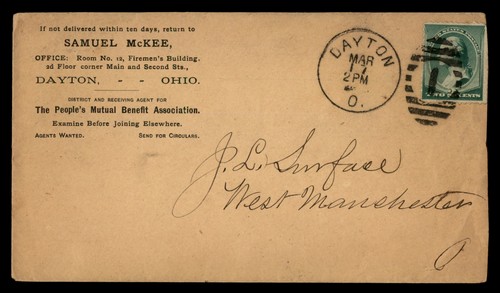 If not delivered within ten days, return to
SAMUEL McKEE,
OFFICE: Room No. 12, Firemen's Building.
2d Floor corner Main and Second Sts.,
DAYTON, - - OHIO.
DISTRICT AND RECEIVING AGENT FOR
The People's Mutual Benefit Association.
Examine Before Joining Elsewhere.
AGENTS WANTED. SEND FOR CIRCULARS.
DAYTON
MAR
2PM
O.
TWO CENTS
J. L. Surface
West Manchester
O